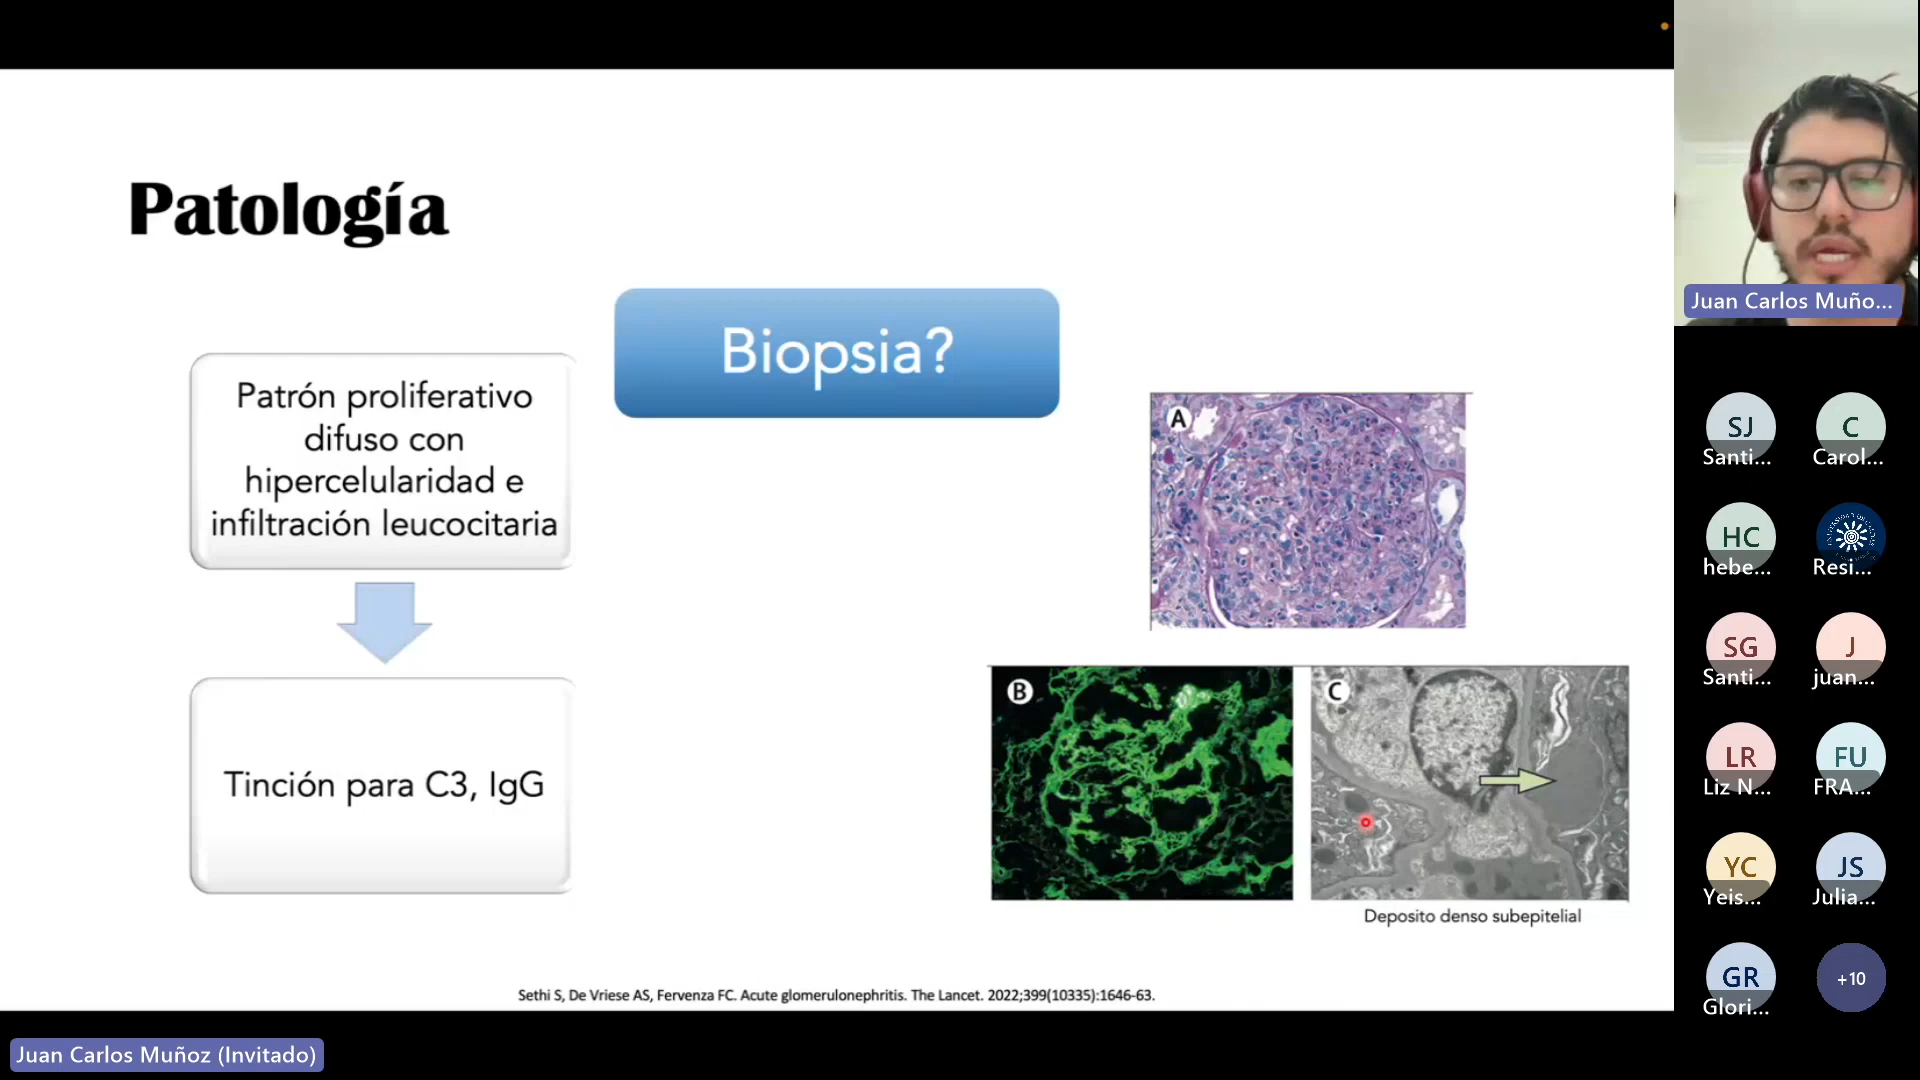 Patología
Biopsia?
Patrón proliferativo
difuso con
hipercelularidad e
infiltración leucocitaria
Tinción para C3, IgG
A
B
C
Deposito denso subepitelial
Sethi S, De Vriese AS, Fervenza FC. Acute glomerulonephritis. The Lancet. 2022;399(10335):1646-63.
Juan Carlos Muñoz (Invitado)
Juan Carlos Muño...
SJ
Santi...
C
Carol...
HC
hebe...
Resi...
SG
Santi...
J
juan...
LR
Liz N...
FU
FRA...
YC
Yeis...
JS
Julia...
GR
Glori...
+10